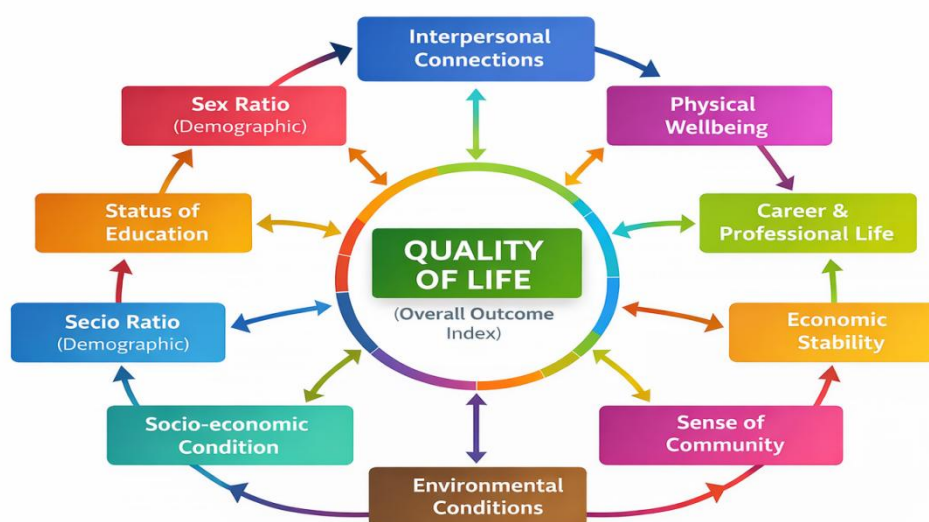 Interpersonal
Connections
Sex Ratio
(Demographic)
Physical
Wellbeing
Status of
Education
QUALITY
OF LIFE
(Overall Outcome
Index)
Career &
Professional Life
Secio Ratio
(Demographic)
Economic
Stability
Socio-economic
Condition
Sense of
Community
Environmental
Conditions